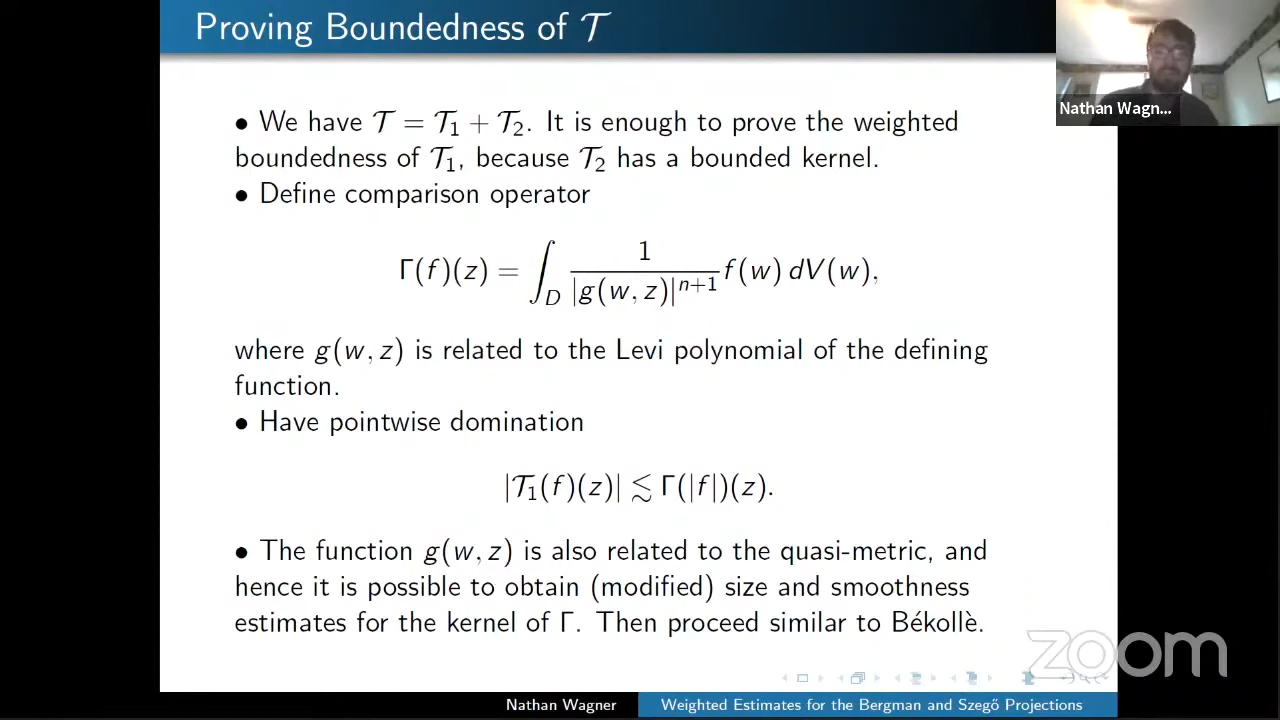 Proving Boundedness of 𝒯
Nathan Wagn...
• We have 𝒯 = 𝒯₁ + 𝒯₂. It is enough to prove the weighted
boundedness of 𝒯₁, because 𝒯₂ has a bounded kernel.
• Define comparison operator
Γ(f)(z) = ∫_D 1/|g(w, z)|^{n+1} f(w) dV(w),
where g(w, z) is related to the Levi polynomial of the defining
function.
• Have pointwise domination
|𝒯₁(f)(z)| ≲ Γ(|f|)(z).
• The function g(w, z) is also related to the quasi-metric, and
hence it is possible to obtain (modified) size and smoothness
estimates for the kernel of Γ. Then proceed similar to Békollè.
zoom
Nathan Wagner
Weighted Estimates for the Bergman and Szegő Projections